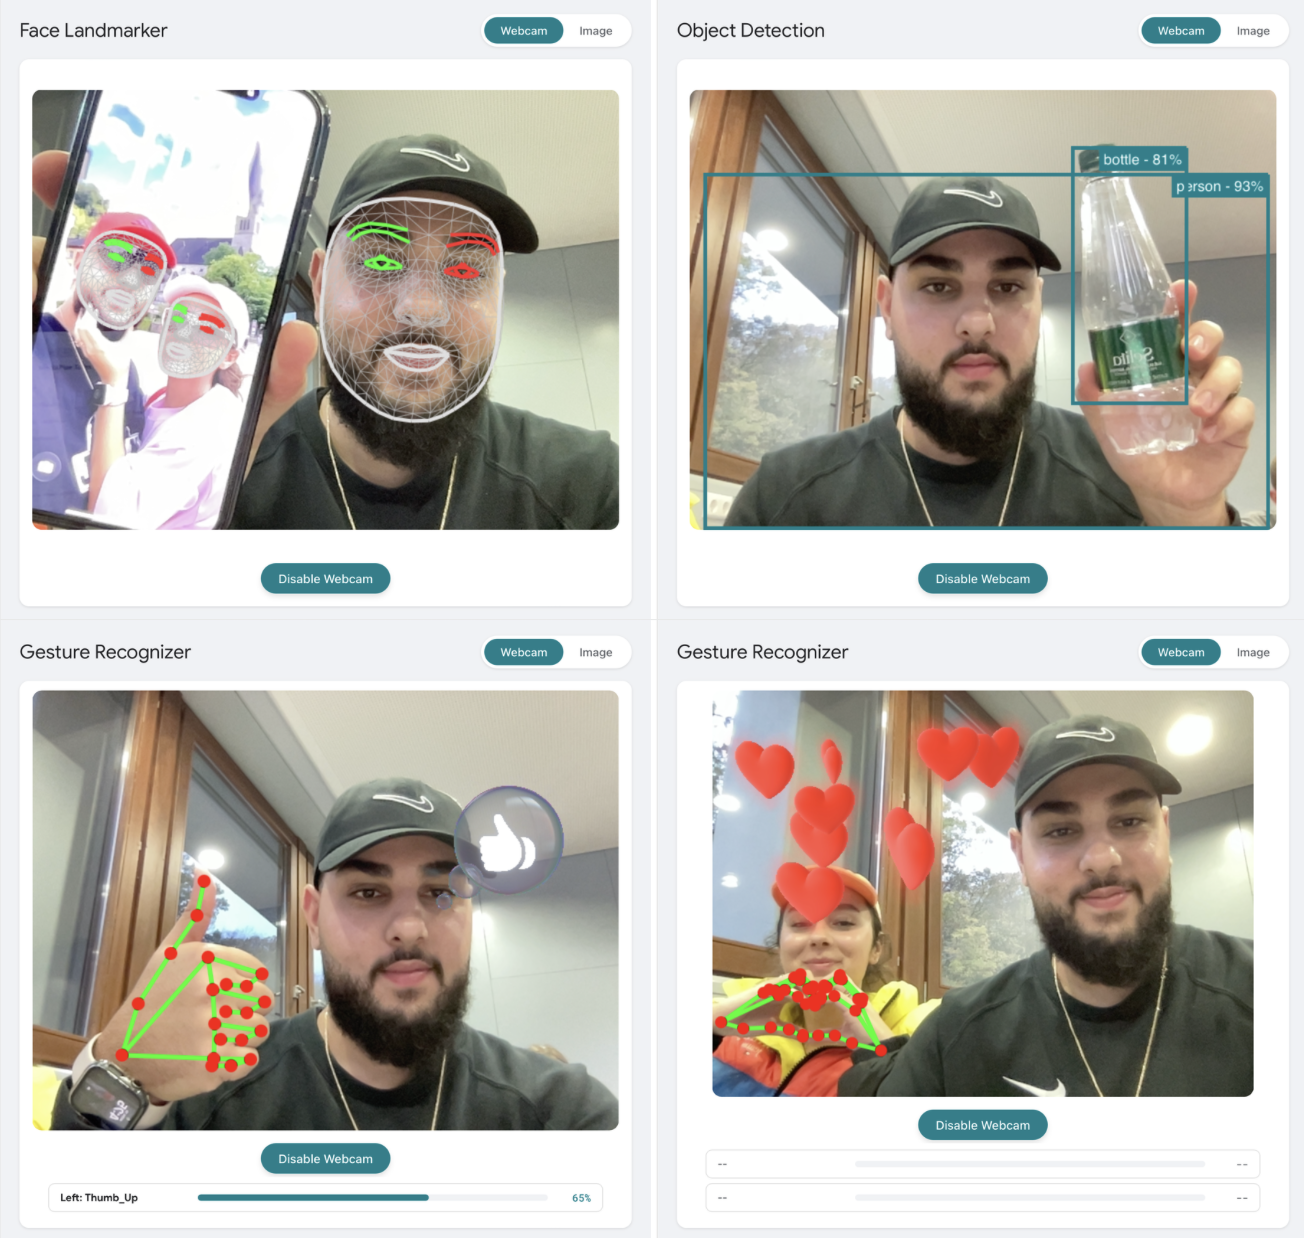 Face Landmarker
Webcam
Image
Disable Webcam
Object Detection
Webcam
Image
bottle - 81%
person - 93%
Disable Webcam
Gesture Recognizer
Webcam
Image
Disable Webcam
Left: Thumb_Up
65%
Gesture Recognizer
Webcam
Image
Disable Webcam
-- --
-- --